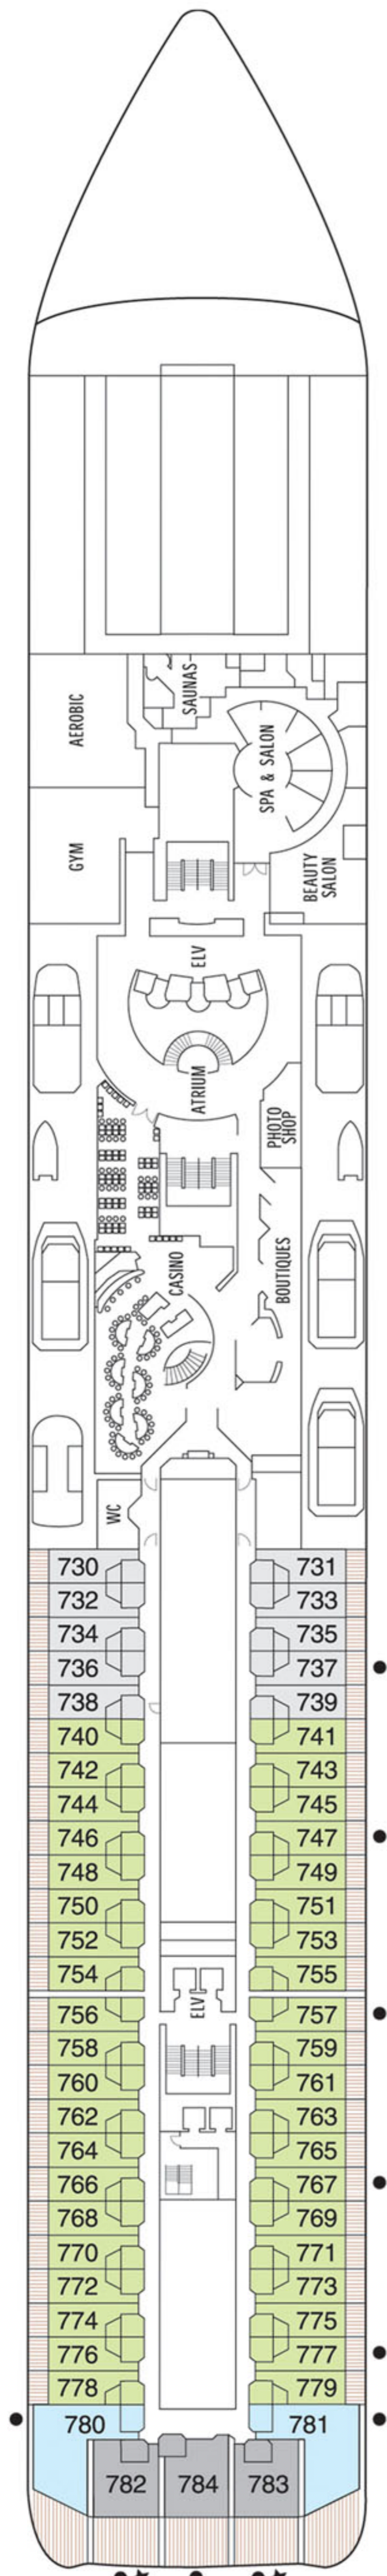 AEROBIC
SAUNAS
SPA & SALON
GYM
BEAUTY
SALON
ELV
ATRIUM
PHOTO
SHOP
CASINO
BOUTIQUES
WC
730 731
732 733
734 735
736 737
738 739
740 741
742 743
744 745
746 747
748 749
750 751
752 753
754 755
ELV
756 757
758 759
760 761
762 763
764 765
766 767
768 769
770 771
772 773
774 775
776 777
778 779
780 781
782 784 783